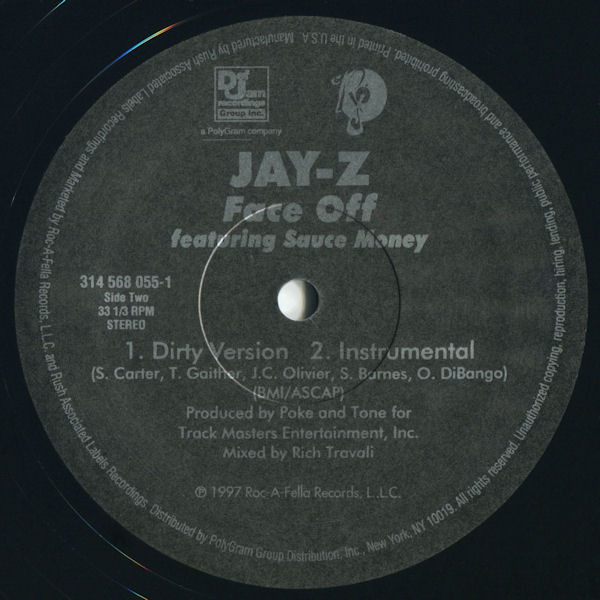 Def Jam
recordings
Group Inc.
a PolyGram company
JAY-Z
Face Off
featuring Sauce Money
314 568 055-1
Side Two
33 1/3 RPM
STEREO
1. Dirty Version 2. Instrumental
(S. Carter, T. Gaither, J.C. Olivier, S. Barnes, O. DiBango)
(BMI/ASCAP)
Produced by Poke and Tone for
Track Masters Entertainment, Inc.
Mixed by Rich Travali
℗ 1997 Roc-A-Fella Records, L.L.C.
Manufactured by Rush Associated Labels Recordings and Marketed by Roc-A-Fella Records, L.L.C. and Rush Associated Labels Recordings. Distributed by PolyGram Group Distribution, Inc., New York, NY 10019. All rights reserved. Unauthorized copying, reproduction, hiring, lending, public performance and broadcasting prohibited. Printed in the U.S.A.